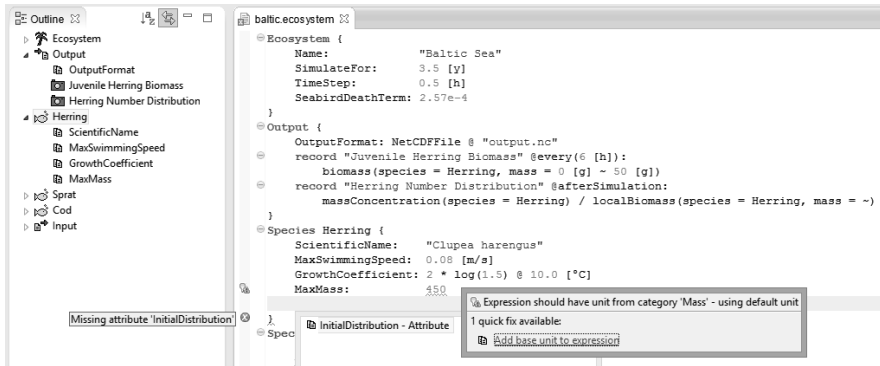 Outline
baltic.ecosystem
Ecosystem
Output
OutputFormat
Juvenile Herring Biomass
Herring Number Distribution
Herring
ScientificName
MaxSwimmingSpeed
GrowthCoefficient
MaxMass
Sprat
Cod
Input
Ecosystem {
Name: "Baltic Sea"
SimulateFor: 3.5 [y]
TimeStep: 0.5 [h]
SeabirdDeathTerm: 2.57e-4
}
Output {
OutputFormat: NetCDFFile @ "output.nc"
record "Juvenile Herring Biomass" @every(6 [h]):
biomass(species = Herring, mass = 0 [g] ~ 50 [g])
record "Herring Number Distribution" @afterSimulation:
massConcentration(species = Herring) / localBiomass(species = Herring, mass = ~)
}
Species Herring {
ScientificName: "Clupea harengus"
MaxSwimmingSpeed: 0.08 [m/s]
GrowthCoefficient: 2 * log(1.5) @ 10.0 [°C]
MaxMass: 450
Expression should have unit from category 'Mass' - using default unit
1 quick fix available:
Add base unit to expression
Missing attribute 'InitialDistribution'
}
InitialDistribution - Attribute
Spec